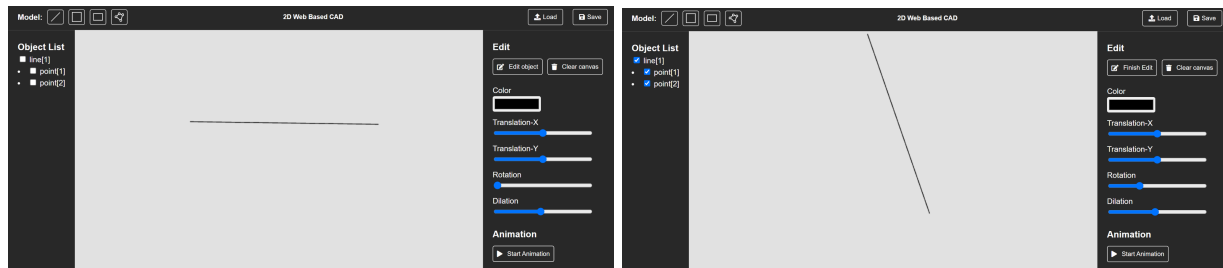 Model:
2D Web Based CAD
Load
Save
Object List
line[1]
point[1]
point[2]
Edit
Edit object
Clear canvas
Color
Translation-X
Translation-Y
Rotation
Dilation
Animation
Start Animation
Model:
2D Web Based CAD
Load
Save
Object List
line[1]
point[1]
point[2]
Edit
Finish Edit
Clear canvas
Color
Translation-X
Translation-Y
Rotation
Dilation
Animation
Start Animation